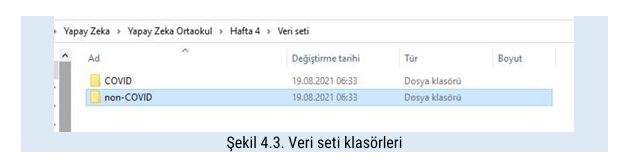 Yapay Zeka > Yapay Zeka Ortaokul > Hafta 4 > Veri seti
Ad Değiştirme tarihi Tür Boyut
COVID 19.08.2021 06:33 Dosya klasörü
non-COVID 19.08.2021 06:33 Dosya klasörü
Şekil 4.3. Veri seti klasörleri